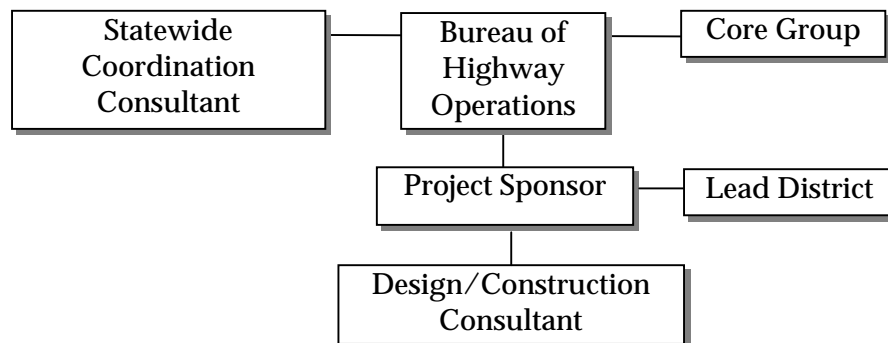 Statewide
Coordination
Consultant
Bureau of
Highway
Operations
Core Group
Project Sponsor
Lead District
Design/Construction
Consultant